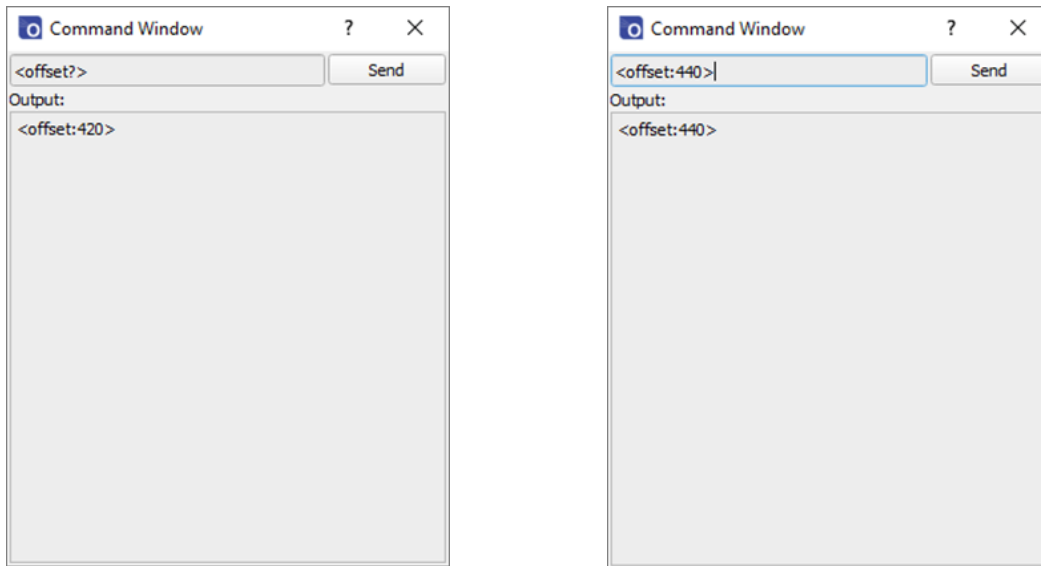 Command Window ?
<offset?> Send
Output:
<offset:420>
Command Window ?
<offset:440> Send
Output:
<offset:440>